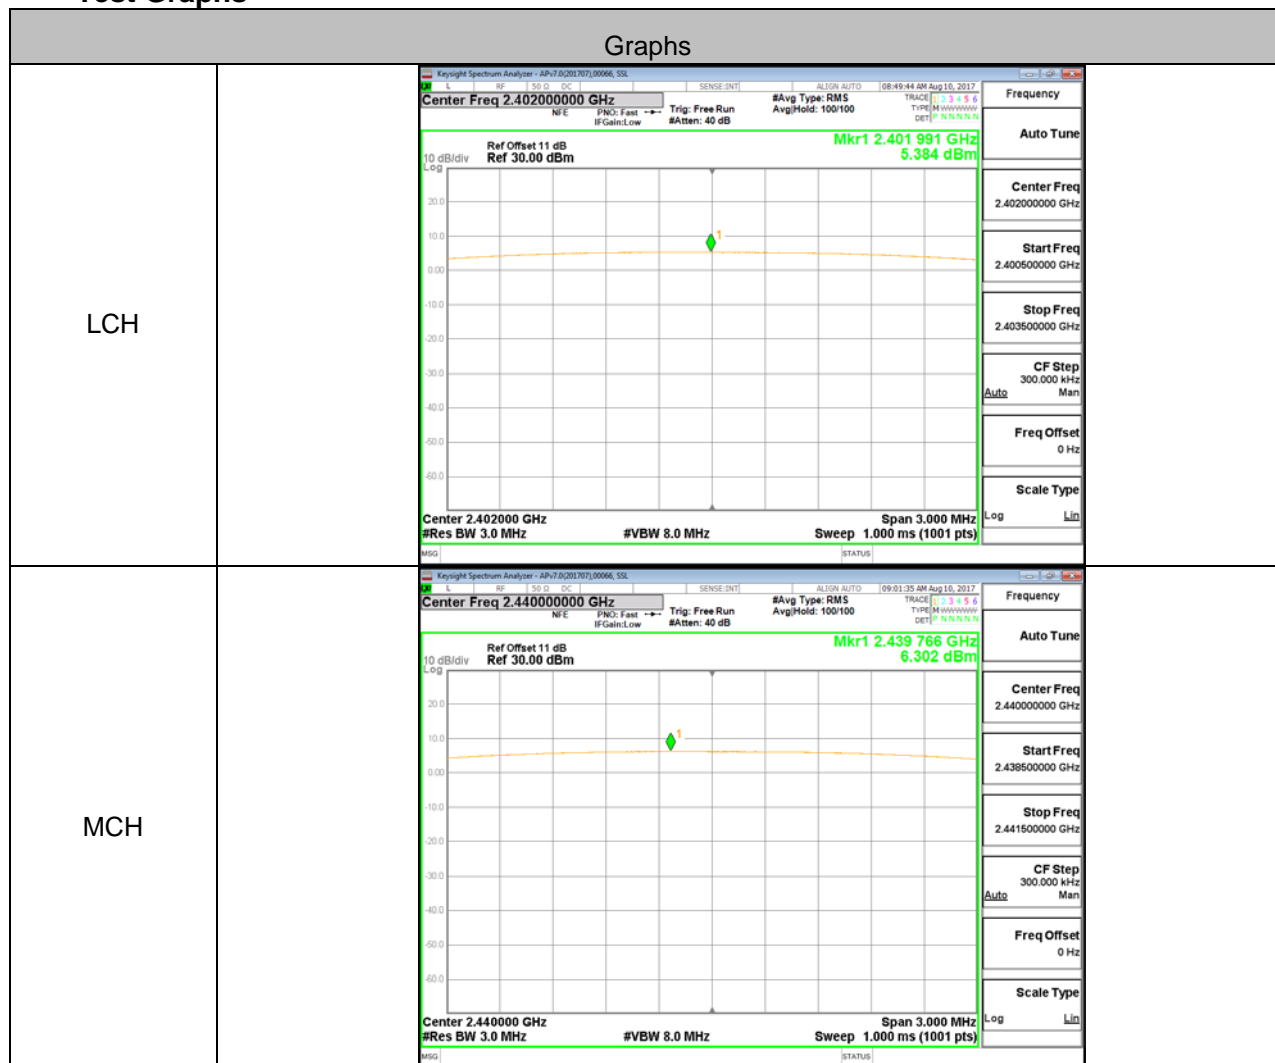 Test Graphs
Graphs
LCH
Keysight Spectrum Analyzer - APv7.0(201707),00066, SSL
L RF 50 Ω DC SENSE:INT ALIGN AUTO 08:49:44 AM Aug 10, 2017
Center Freq 2.402000000 GHz
NFE PNO: Fast IFGain:Low
Trig: Free Run
#Atten: 40 dB
#Avg Type: RMS
Avg|Hold: 100/100
TRACE 1 2 3 4 5 6
TYPE M WWWWW
DET P N N N N N
Mkr1 2.401 991 GHz
5.384 dBm
Ref Offset 11 dB
10 dB/div Ref 30.00 dBm
Log
20.0
10.0
0.00
-10.0
-20.0
-30.0
-40.0
-50.0
-60.0
1
Center 2.402000 GHz Span 3.000 MHz
#Res BW 3.0 MHz #VBW 8.0 MHz Sweep 1.000 ms (1001 pts)
MSG STATUS
Frequency
Auto Tune
Center Freq
2.402000000 GHz
Start Freq
2.400500000 GHz
Stop Freq
2.403500000 GHz
CF Step
300.000 kHz
Auto Man
Freq Offset
0 Hz
Scale Type
Log Lin
MCH
Keysight Spectrum Analyzer - APv7.0(201707),00066, SSL
L RF 50 Ω DC SENSE:INT ALIGN AUTO 09:01:35 AM Aug 10, 2017
Center Freq 2.440000000 GHz
NFE PNO: Fast IFGain:Low
Trig: Free Run
#Atten: 40 dB
#Avg Type: RMS
Avg|Hold: 100/100
TRACE 1 2 3 4 5 6
TYPE M WWWWW
DET P N N N N N
Mkr1 2.439 766 GHz
6.302 dBm
Ref Offset 11 dB
10 dB/div Ref 30.00 dBm
Log
20.0
10.0
0.00
-10.0
-20.0
-30.0
-40.0
-50.0
-60.0
1
Center 2.440000 GHz Span 3.000 MHz
#Res BW 3.0 MHz #VBW 8.0 MHz Sweep 1.000 ms (1001 pts)
MSG STATUS
Frequency
Auto Tune
Center Freq
2.440000000 GHz
Start Freq
2.438500000 GHz
Stop Freq
2.441500000 GHz
CF Step
300.000 kHz
Auto Man
Freq Offset
0 Hz
Scale Type
Log Lin